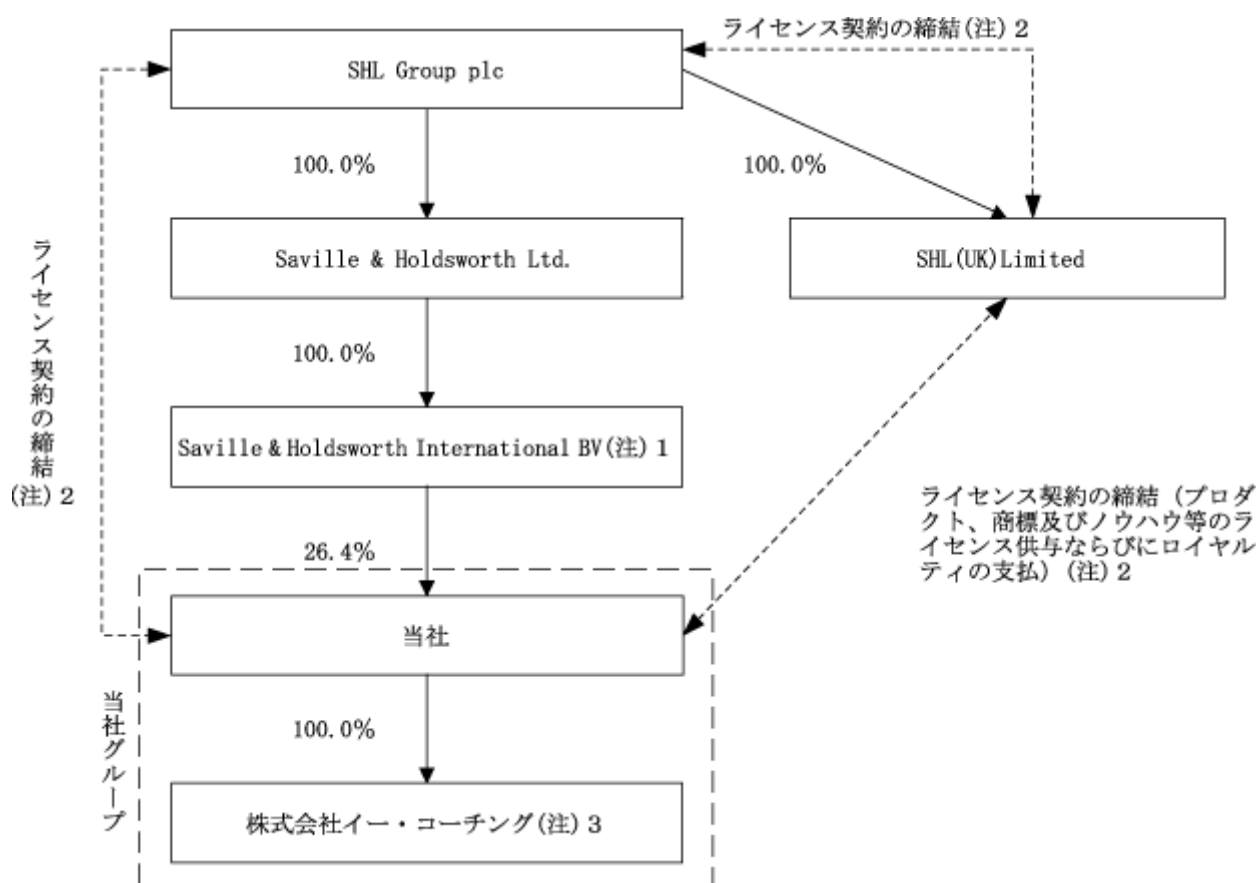 ライセンス契約の締結(注)2
SHL Group plc
100.0%
100.0%
Saville & Holdsworth Ltd.
SHL(UK)Limited
ライセンス契約の締結
(注)2
100.0%
Saville & Holdsworth International BV(注)1
ライセンス契約の締結（プロダ
クト、商標及びノウハウ等のラ
イセンス供与ならびにロイヤル
ティの支払）(注)2
26.4%
当社
当社グループ
100.0%
株式会社イー・コーチング(注)3